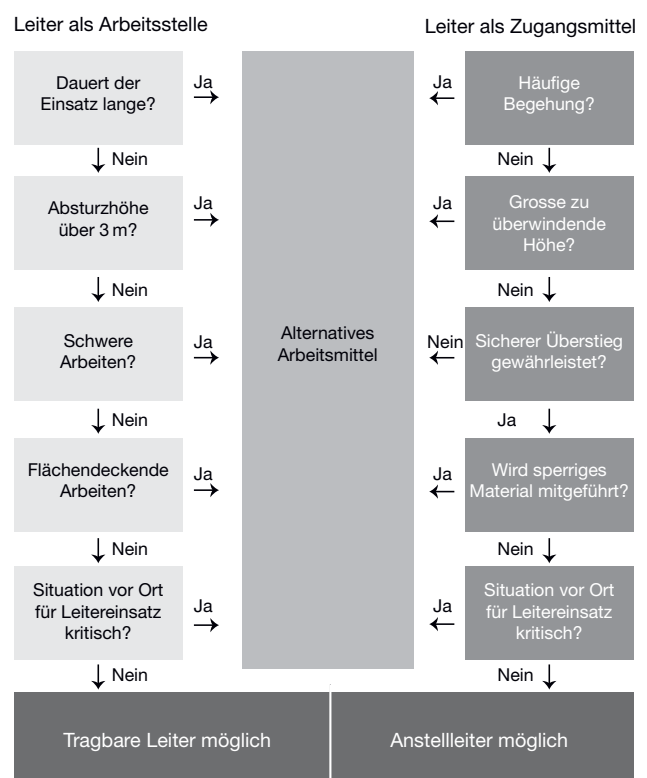 Leiter als Arbeitsstelle
Dauert der
Einsatz lange?
Ja
Nein
Absturzhöhe
über 3 m?
Ja
Nein
Schwere
Arbeiten?
Ja
Nein
Flächendeckende
Arbeiten?
Ja
Nein
Situation vor Ort
für Leitereinsatz
kritisch?
Ja
Nein
Tragbare Leiter möglich
Alternatives
Arbeitsmittel
Leiter als Zugangsmittel
Häufige
Begehung?
Ja
Nein
Grosse zu
überwindende
Höhe?
Ja
Nein
Sicherer Überstieg
gewährleistet?
Nein
Ja
Wird sperriges
Material mitgeführt?
Ja
Nein
Situation vor Ort
für Leitereinsatz
kritisch?
Ja
Nein
Anstellleiter möglich